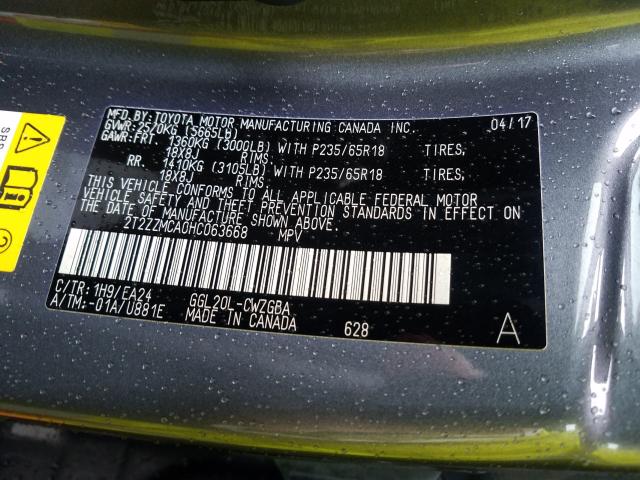 MFD.BY:TOYOTA MOTOR MANUFACTURING CANADA INC. 04/17
GVWR:2570KG (5665LB)
GAWR:FRT 1360KG (3000LB) WITH P235/65R18 TIRES,
18X8J RIMS,
RR 1410KG (3105LB) WITH P235/65R18 TIRES,
18X8J RIMS.
THIS VEHICLE CONFORMS TO ALL APPLICABLE FEDERAL MOTOR
VEHICLE SAFETY AND THEFT PREVENTION STANDARDS IN EFFECT
ON THE DATE OF MANUFACTURE SHOWN ABOVE.
2T2ZZMCA0HC063668 MPV
C/TR:1H9/EA24 GGL20L-CWZGBA
A/TM:-01A/U881E MADE IN CANADA 628 A
SRS